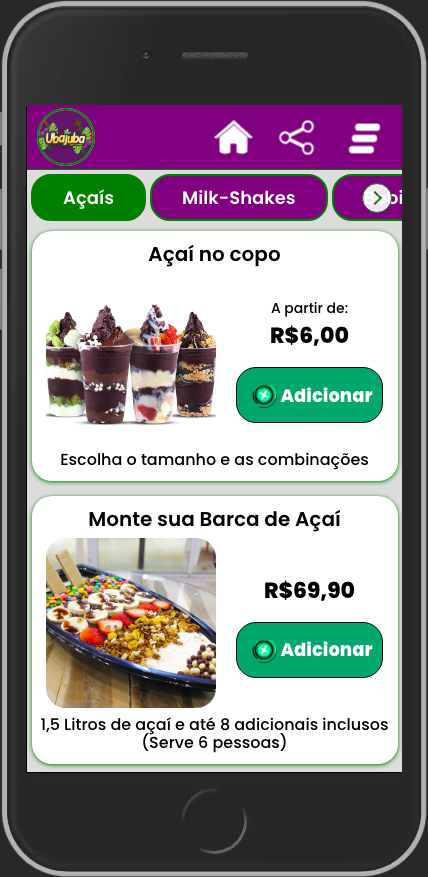 Ubajuba
Açaís
Milk-Shakes
Açaí no copo
A partir de:
R$6,00
Adicionar
Escolha o tamanho e as combinações
Monte sua Barca de Açaí
R$69,90
Adicionar
1,5 Litros de açaí e até 8 adicionais inclusos
(Serve 6 pessoas)